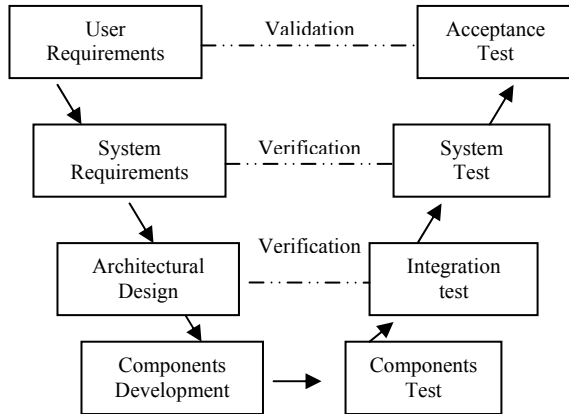 User
Requirements
Validation
Acceptance
Test
System
Requirements
Verification
System
Test
Architectural
Design
Verification
Integration
test
Components
Development
Components
Test